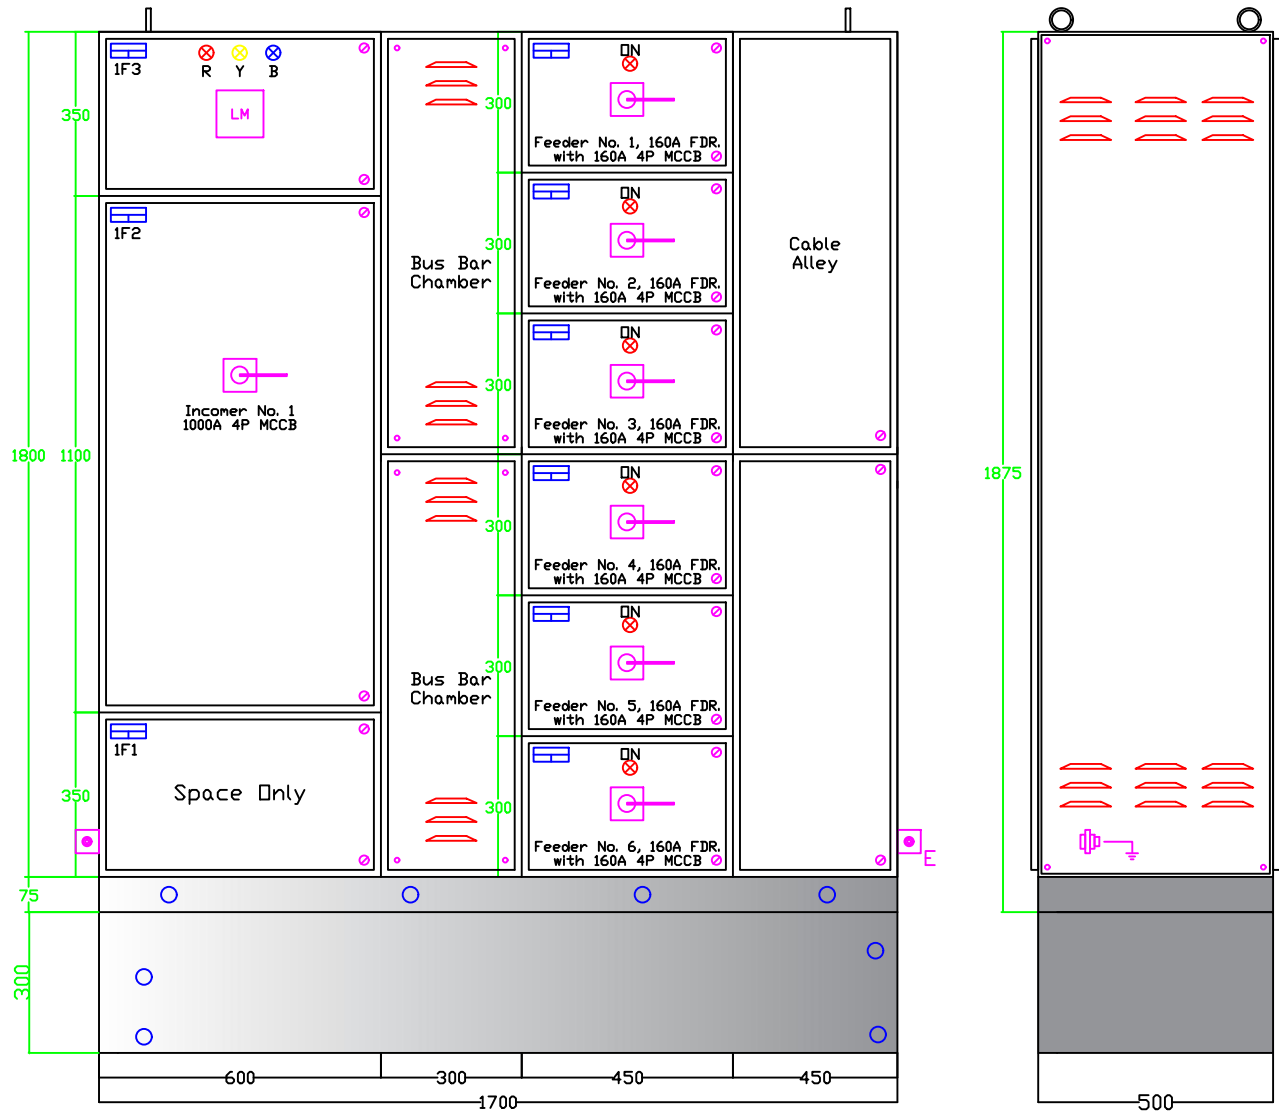 1F3
R Y B
LM
350
1F2
Incomer No. 1
1000A 4P MCCB
1800
1100
1F1
Space Only
350
Bus Bar
Chamber
Bus Bar
Chamber
300
ON
Feeder No. 1, 160A FDR.
with 160A 4P MCCB
300
ON
Feeder No. 2, 160A FDR.
with 160A 4P MCCB
300
ON
Feeder No. 3, 160A FDR.
with 160A 4P MCCB
300
ON
Feeder No. 4, 160A FDR.
with 160A 4P MCCB
300
ON
Feeder No. 5, 160A FDR.
with 160A 4P MCCB
300
ON
Feeder No. 6, 160A FDR.
with 160A 4P MCCB
Cable
Alley
E
75
300
600
300
450
450
1700
1875
500